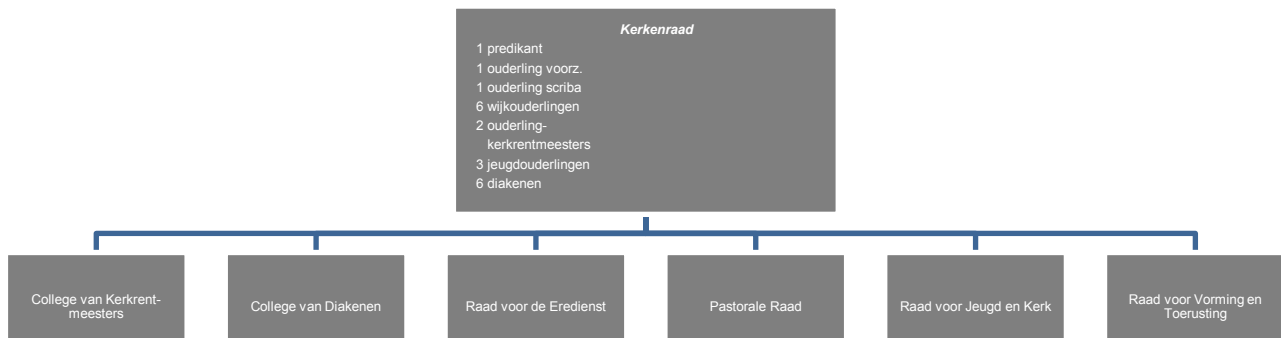 Kerkenraad
1 predikant
1 ouderling voorz.
1 ouderling scriba
6 wijkouderlingen
2 ouderling-
kerkrentmeesters
3 jeugdouderlingen
6 diakenen
College van Kerkrent-
meesters
College van Diakenen
Raad voor de Eredienst
Pastorale Raad
Raad voor Jeugd en Kerk
Raad voor Vorming en
Toerusting